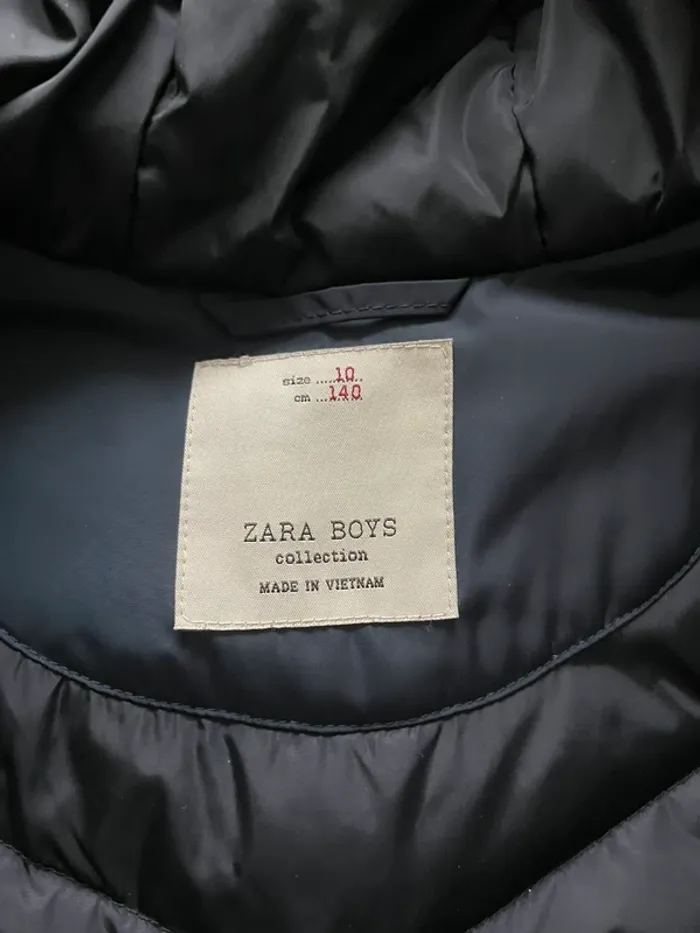 size ..... 10 ..
cm ... 140
ZARA BOYS
collection
MADE IN VIETNAM